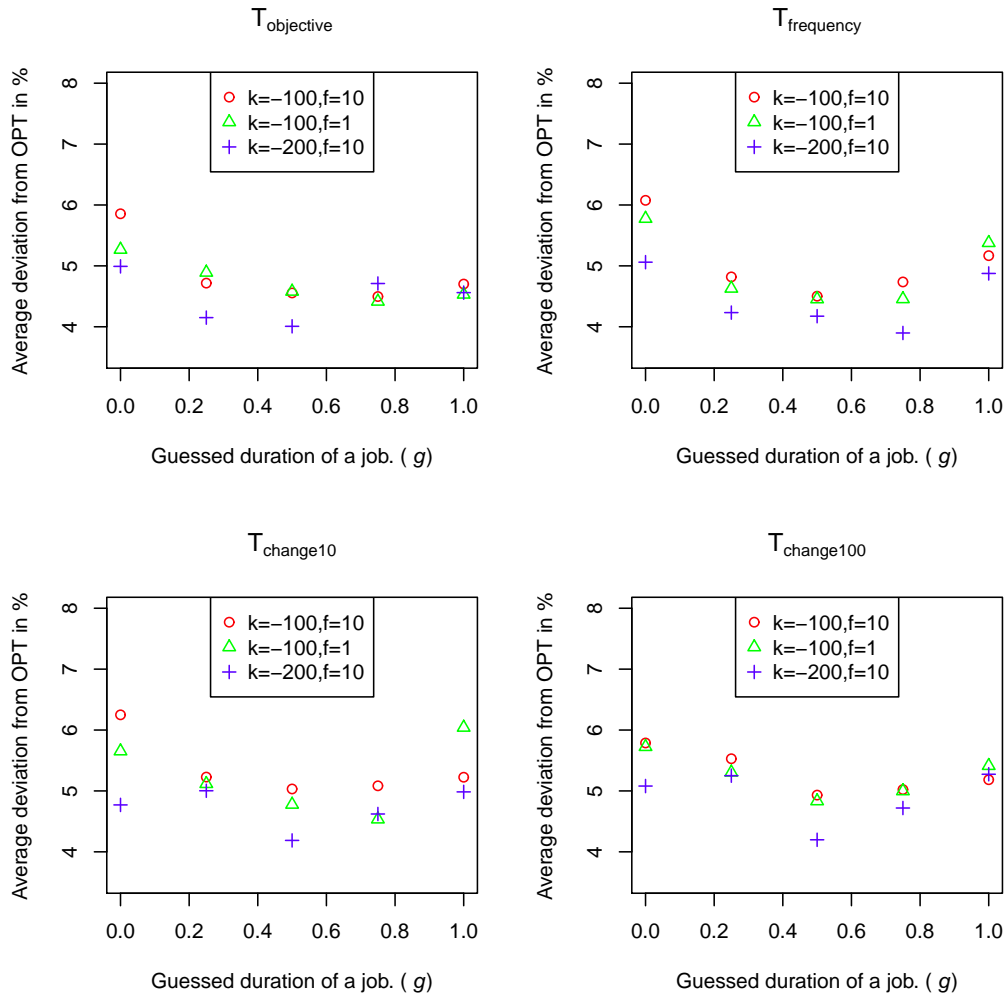 T_objective
Average deviation from OPT in %
8
7
6
5
4
k=−100,f=10
k=−100,f=1
k=−200,f=10
0.0 0.2 0.4 0.6 0.8 1.0
Guessed duration of a job. ( g)
T_frequency
Average deviation from OPT in %
8
7
6
5
4
k=−100,f=10
k=−100,f=1
k=−200,f=10
0.0 0.2 0.4 0.6 0.8 1.0
Guessed duration of a job. ( g)
T_change10
Average deviation from OPT in %
8
7
6
5
4
k=−100,f=10
k=−100,f=1
k=−200,f=10
0.0 0.2 0.4 0.6 0.8 1.0
Guessed duration of a job. ( g)
T_change100
Average deviation from OPT in %
8
7
6
5
4
k=−100,f=10
k=−100,f=1
k=−200,f=10
0.0 0.2 0.4 0.6 0.8 1.0
Guessed duration of a job. ( g)